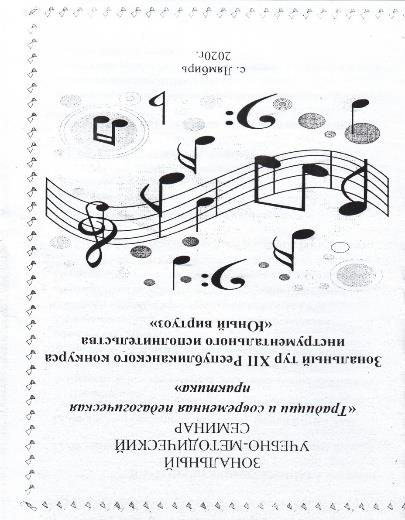 ЗОНАЛЬНЫЙ
УЧЕБНО-МЕТОДИЧЕСКИЙ
СЕМИНАР
«Традиции и современная педагогическая
практика»
Зональный тур XII Республиканского конкурса
инструментального исполнительства
«Юный виртуоз»
с. Лямбирь
2020г.